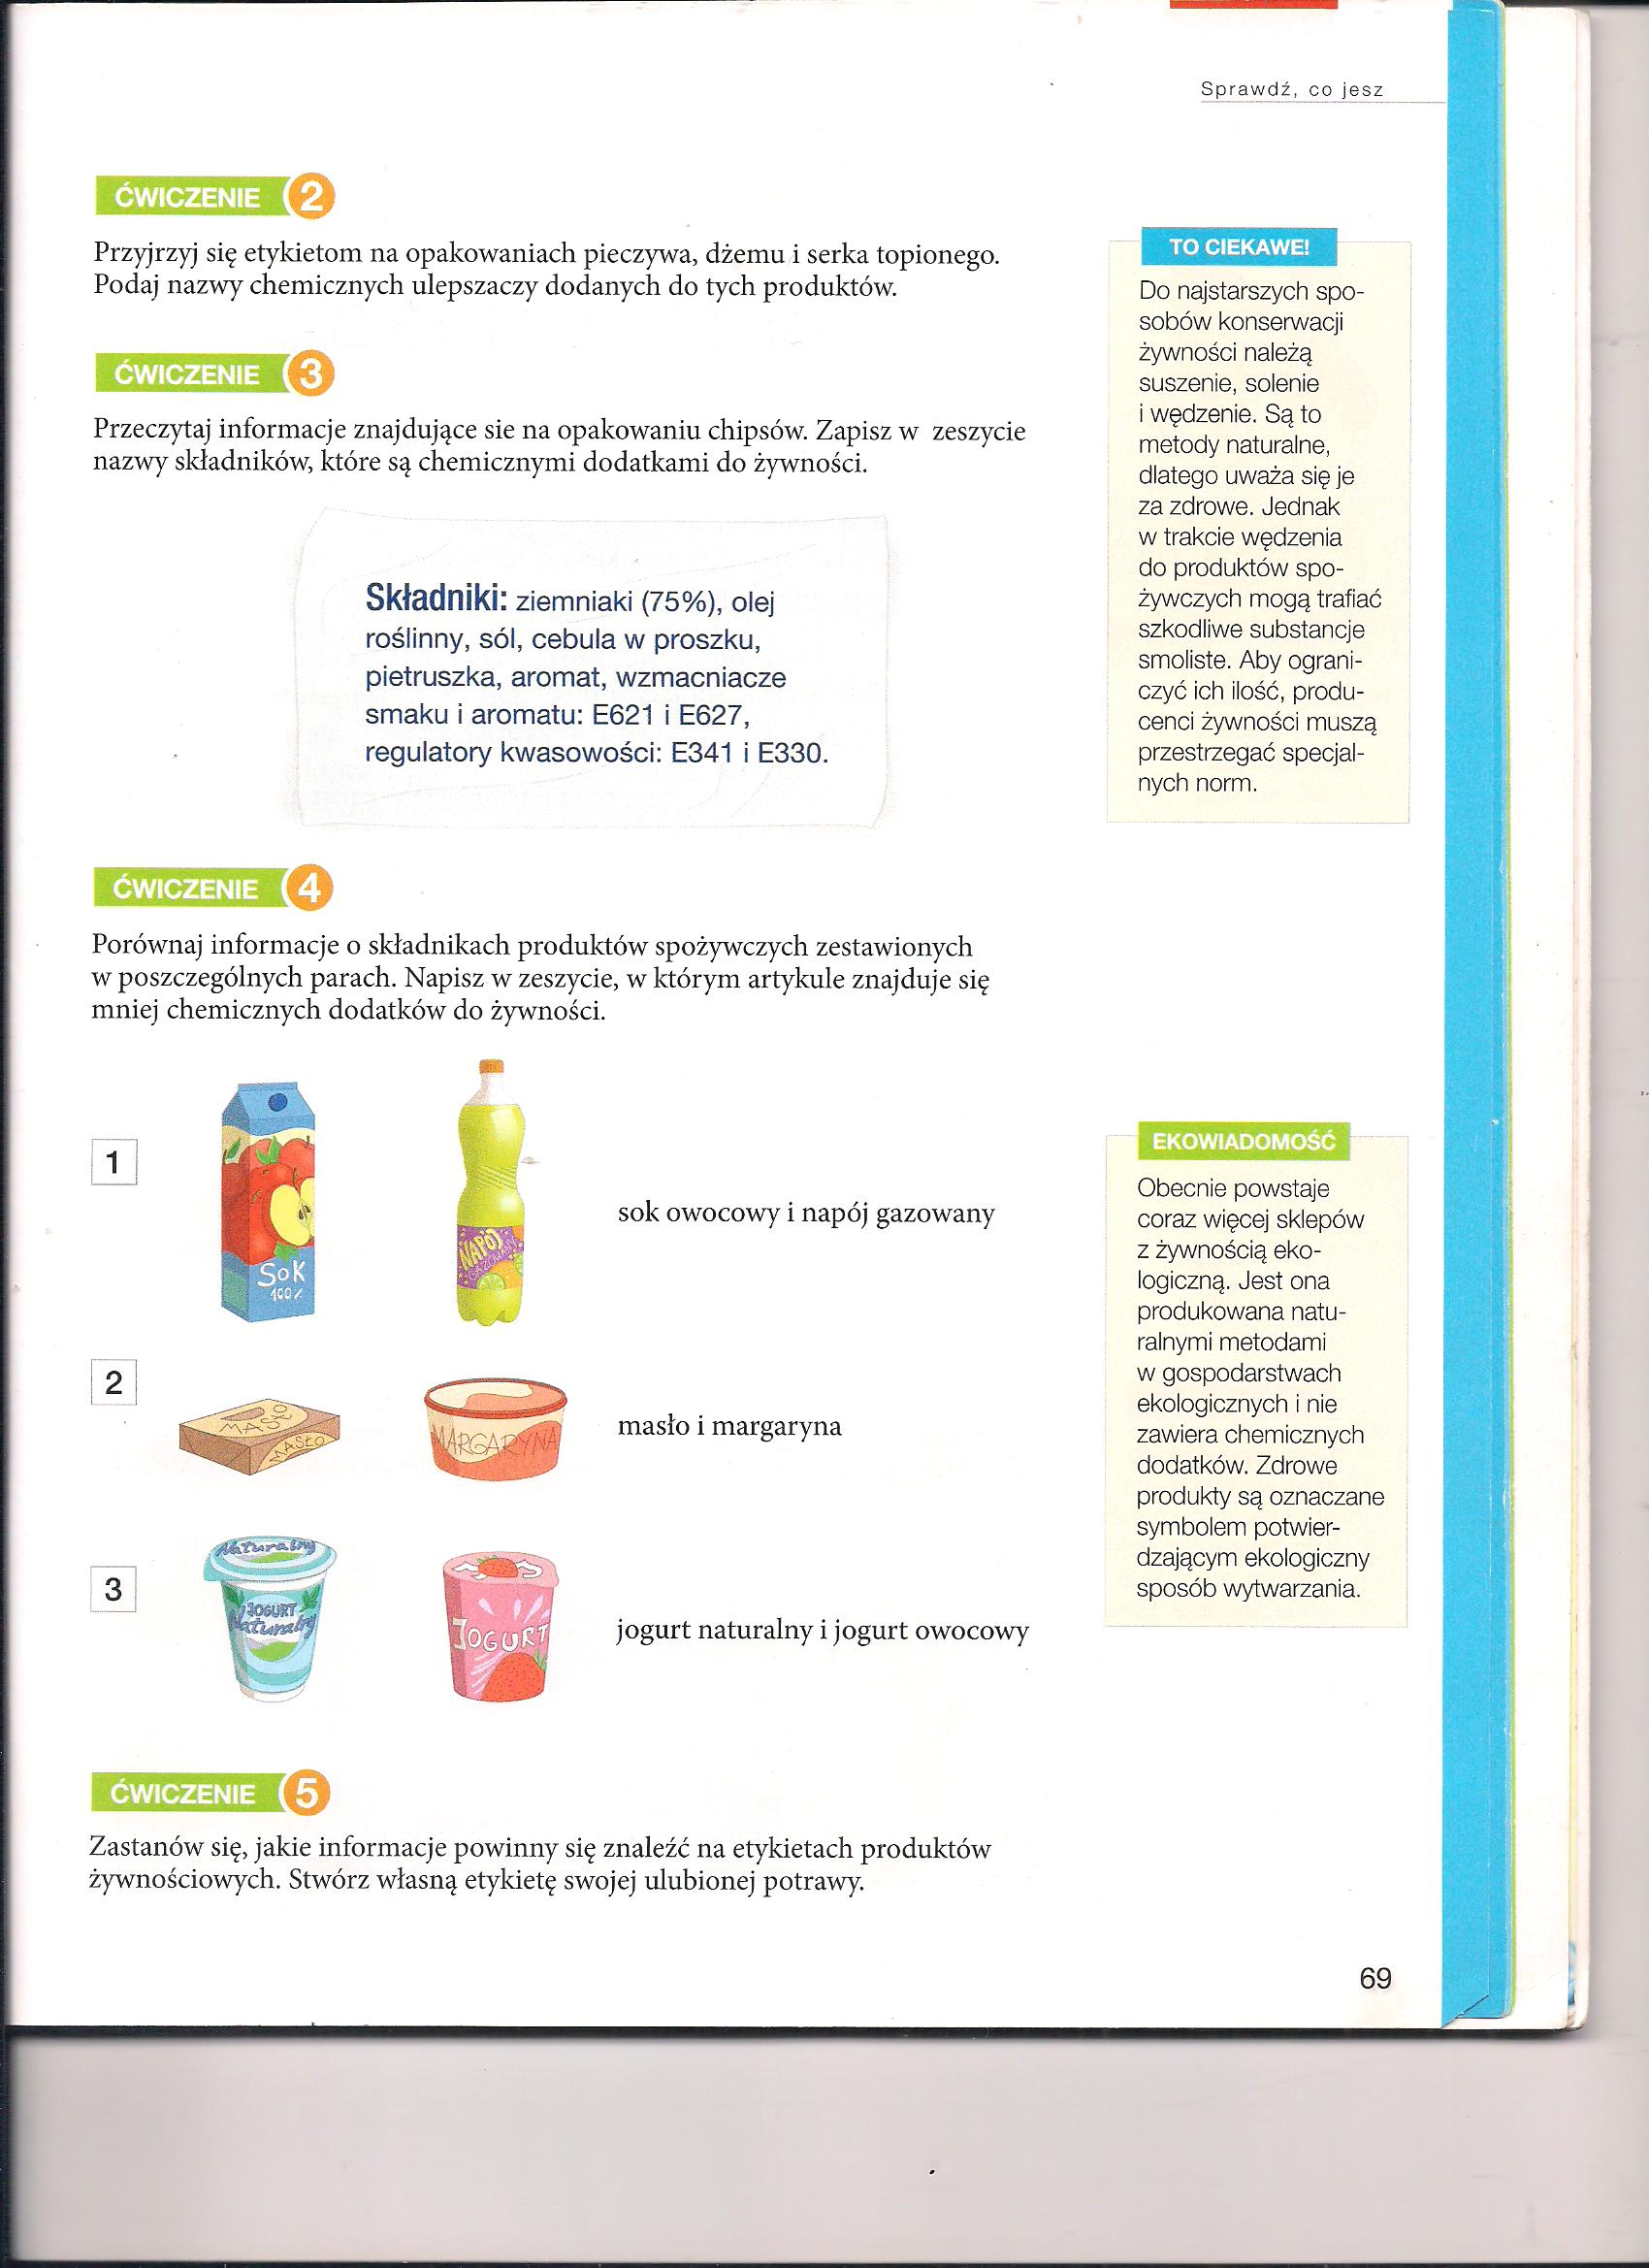 Sprawdź, co jesz
ĆWICZENIE 2
Przyjrzyj się etykietom na opakowaniach pieczywa, dżemu i serka topionego.
Podaj nazwy chemicznych ulepszaczy dodanych do tych produktów.
ĆWICZENIE 3
Przeczytaj informacje znajdujące sie na opakowaniu chipsów. Zapisz w zeszycie
nazwy składników, które są chemicznymi dodatkami do żywności.
Składniki: ziemniaki (75%), olej
roślinny, sól, cebula w proszku,
pietruszka, aromat, wzmacniacze
smaku i aromatu: E621 i E627,
regulatory kwasowości: E341 i E330.
TO CIEKAWE!
Do najstarszych spo-
sobów konserwacji
żywności należą
suszenie, solenie
i wędzenie. Są to
metody naturalne,
dlatego uważa się je
za zdrowe. Jednak
w trakcie wędzenia
do produktów spo-
żywczych mogą trafiać
szkodliwe substancje
smoliste. Aby ograni-
czyć ich ilość, produ-
cenci żywności muszą
przestrzegać specjal-
nych norm.
ĆWICZENIE 4
Porównaj informacje o składnikach produktów spożywczych zestawionych
w poszczególnych parach. Napisz w zeszycie, w którym artykule znajduje się
mniej chemicznych dodatków do żywności.
1
SoK
100%
NAPÓJ
GAZOWANY
sok owocowy i napój gazowany
2
MASŁO
MASŁO
MARGARYNA
masło i margaryna
3
Naturalny
JOGURT
Naturalny
JOGURT
jogurt naturalny i jogurt owocowy
EKOWIADOMOŚĆ
Obecnie powstaje
coraz więcej sklepów
z żywnością eko-
logiczną. Jest ona
produkowana natu-
ralnymi metodami
w gospodarstwach
ekologicznych i nie
zawiera chemicznych
dodatków. Zdrowe
produkty są oznaczane
symbolem potwier-
dzającym ekologiczny
sposób wytwarzania.
ĆWICZENIE 5
Zastanów się, jakie informacje powinny się znaleźć na etykietach produktów
żywnościowych. Stwórz własną etykietę swojej ulubionej potrawy.
69